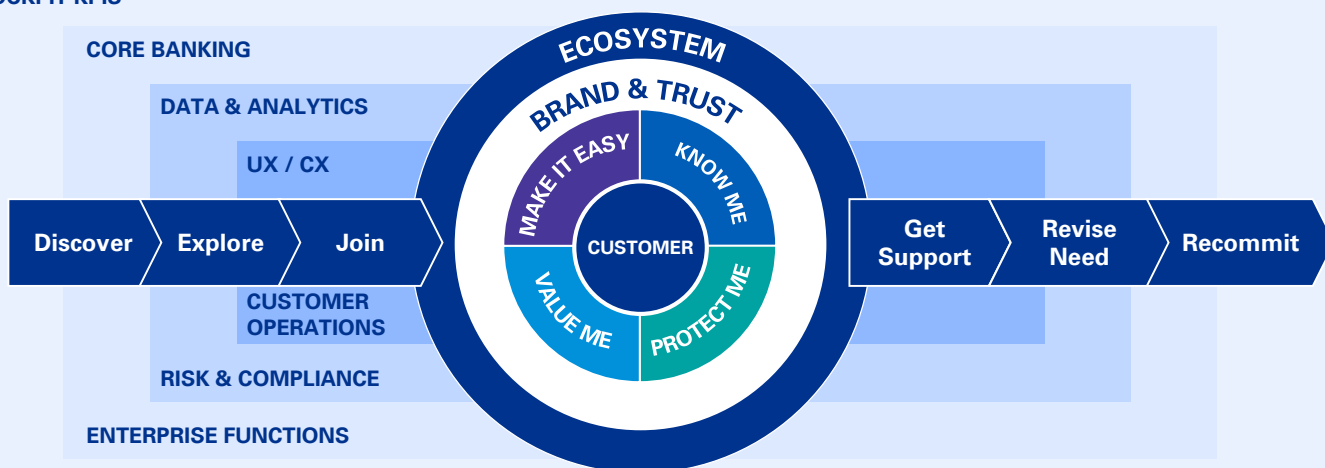 CORE BANKING
DATA & ANALYTICS
UX / CX
ECOSYSTEM
BRAND & TRUST
MAKE IT EASY
KNOW ME
CUSTOMER
VALUE ME
PROTECT ME
Discover
Explore
Join
Get
Support
Revise
Need
Recommit
CUSTOMER
OPERATIONS
RISK & COMPLIANCE
ENTERPRISE FUNCTIONS